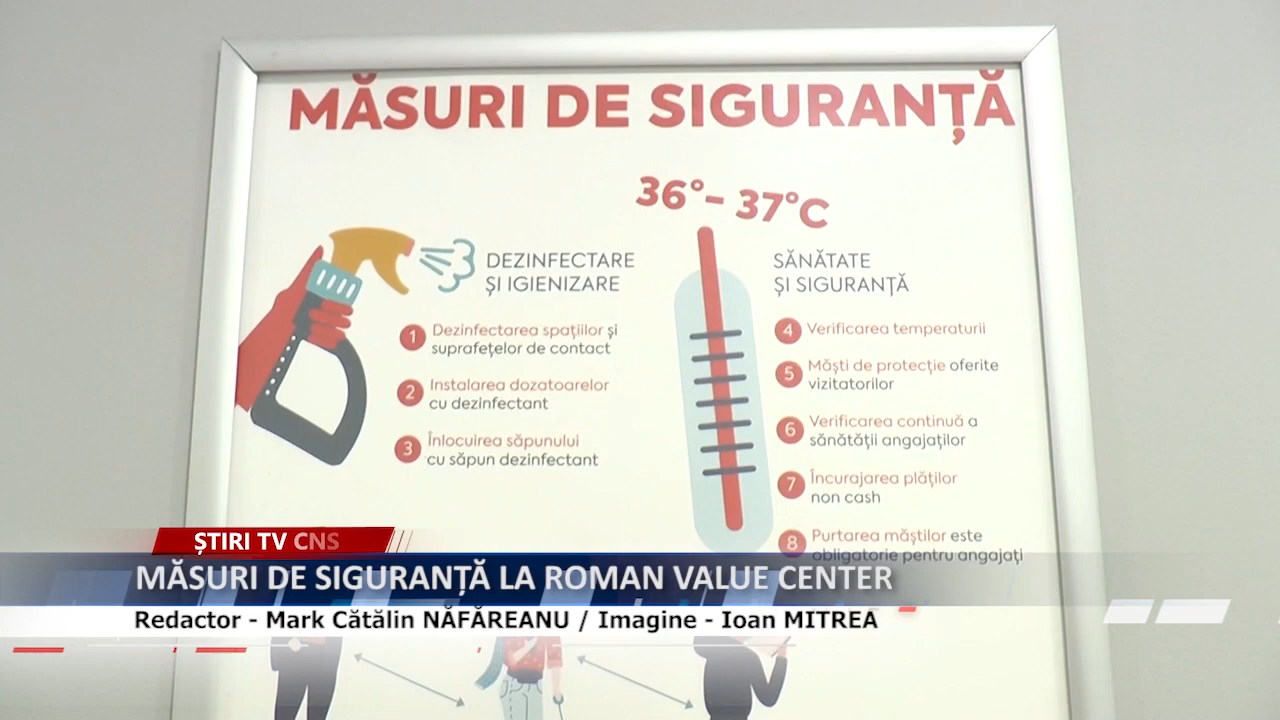 MĂSURI DE SIGURANȚĂ
36°- 37°C
DEZINFECTARE
ȘI IGIENIZARE
1 Dezinfectarea spațiilor și
suprafețelor de contact
2 Instalarea dozatoarelor
cu dezinfectant
3 Înlocuirea săpunului
cu săpun dezinfectant
SĂNĂTATE
ȘI SIGURANȚĂ
4 Verificarea temperaturii
5 Măști de protecție oferite
vizitatorilor
6 Verificarea continuă a
sănătății angajaților
7 Încurajarea plăților
non cash
8 Purtarea măștilor este
obligatorie pentru angajați
ȘTIRI TV CNS
MĂSURI DE SIGURANȚĂ LA ROMAN VALUE CENTER
Redactor - Mark Cătălin NĂFĂREANU / Imagine - Ioan MITREA